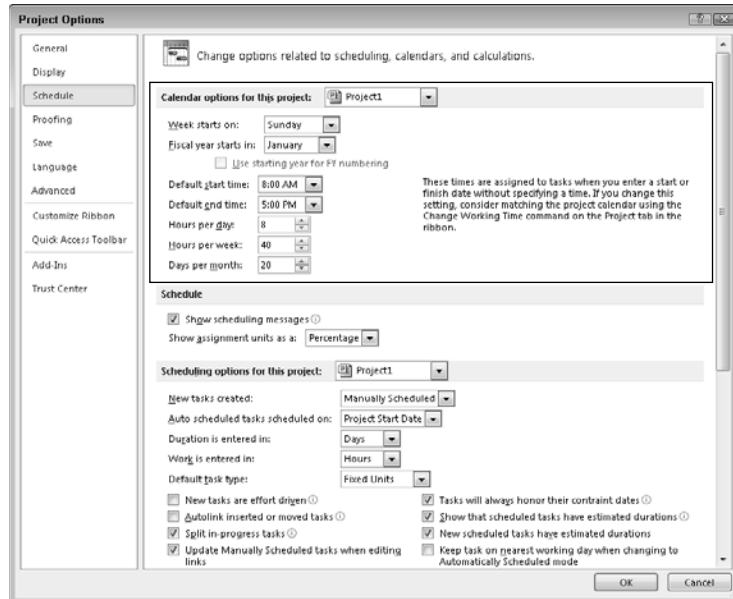 Project Options
General
Display
Schedule
Proofing
Save
Language
Advanced
Customize Ribbon
Quick Access Toolbar
Add-Ins
Trust Center
Change options related to scheduling, calendars, and calculations.
Calendar options for this project: Project1
Week starts on: Sunday
Fiscal year starts in: January
Use starting year for FY numbering
Default start time: 8:00 AM
Default end time: 5:00 PM
Hours per day: 8
Hours per week: 40
Days per month: 20
These times are assigned to tasks when you enter a start or
finish date without specifying a time. If you change this
setting, consider matching the project calendar using the
Change Working Time command on the Project tab in the
ribbon.
Schedule
Show scheduling messages
Show assignment units as a: Percentage
Scheduling options for this project: Project1
New tasks created: Manually Scheduled
Auto scheduled tasks scheduled on: Project Start Date
Duration is entered in: Days
Work is entered in: Hours
Default task type: Fixed Units
New tasks are effort driven
Autolink inserted or moved tasks
Split in-progress tasks
Update Manually Scheduled tasks when editing
links
Tasks will always honor their contraint dates
Show that scheduled tasks have estimated durations
New scheduled tasks have estimated durations
Keep task on nearest working day when changing to
Automatically Scheduled mode
OK Cancel